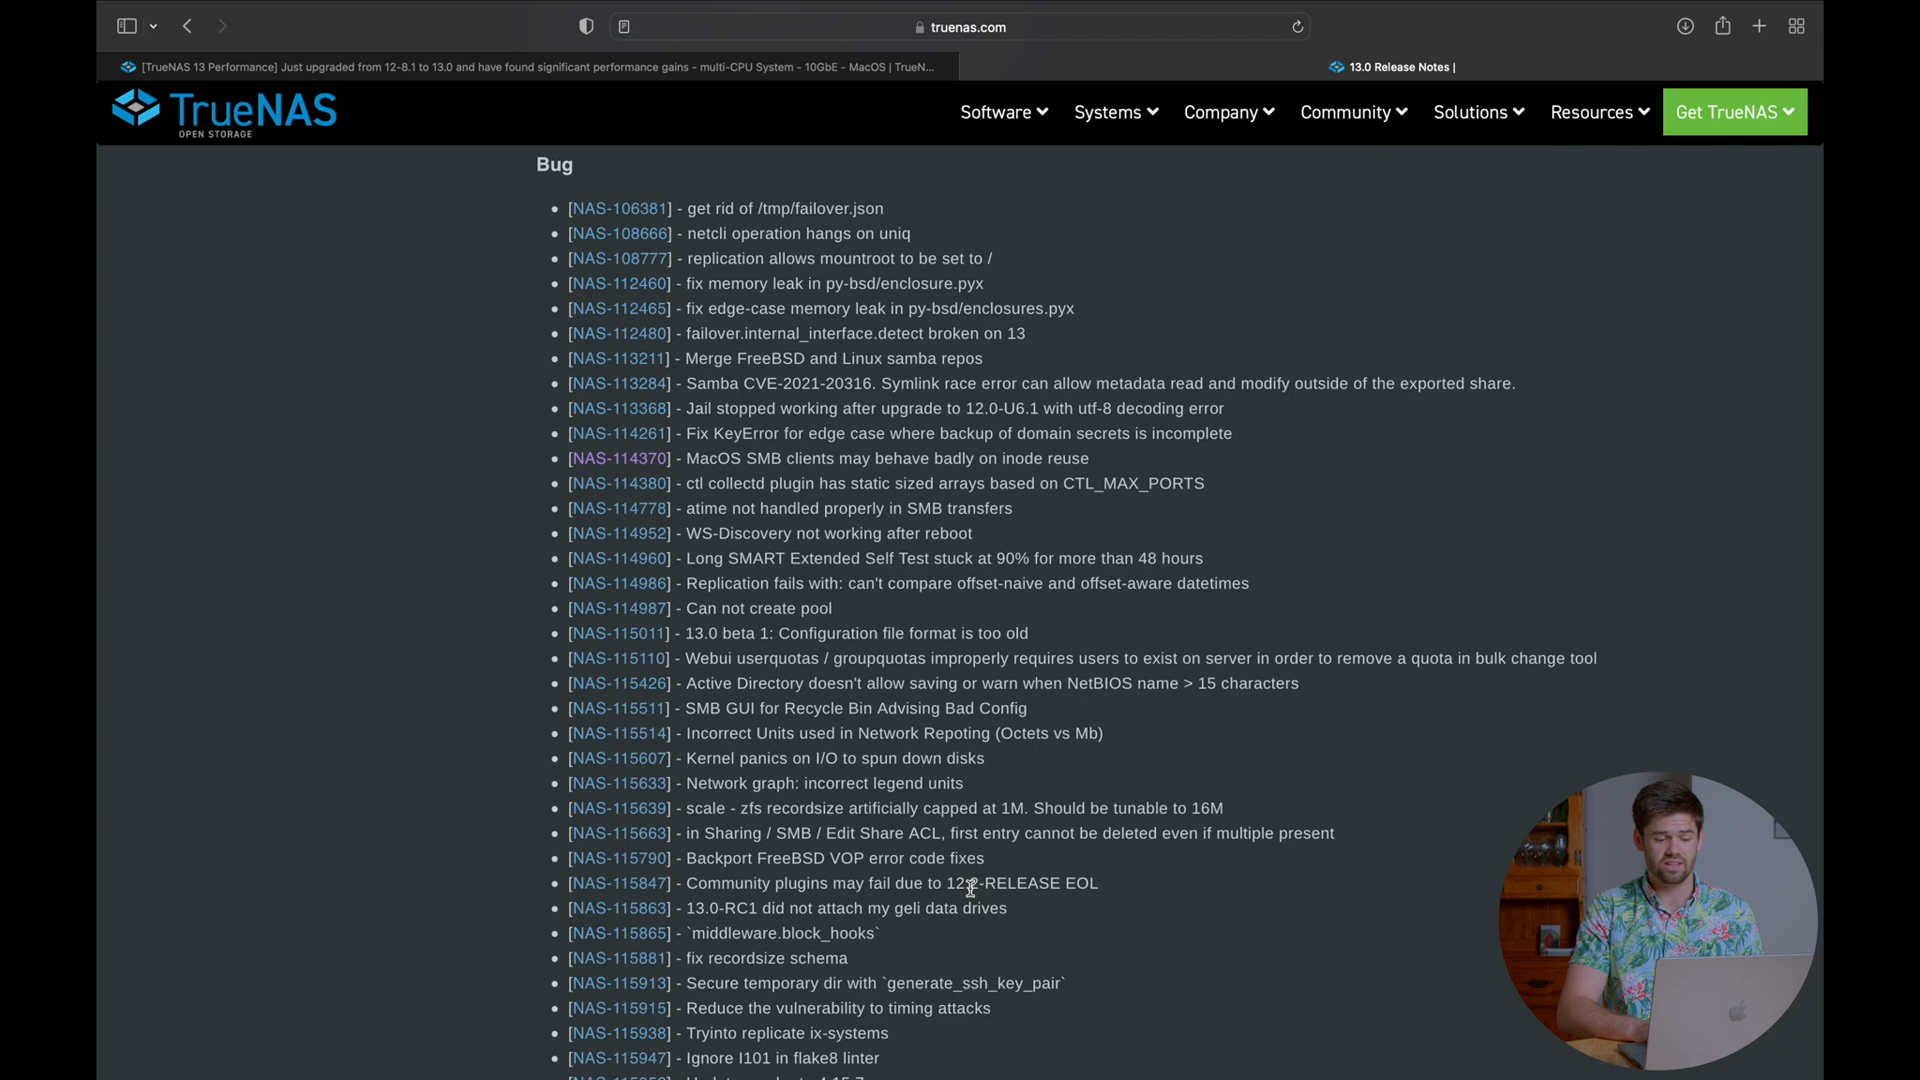 truenas.com
[TrueNAS 13 Performance] Just upgraded from 12-8.1 to 13.0 and have found significant performance gains - multi-CPU System - 10GbE - MacOS | TrueN...
13.0 Release Notes |
TrueNAS
OPEN STORAGE
Software Systems Company Community Solutions Resources Get TrueNAS
Bug
[NAS-106381] - get rid of /tmp/failover.json
[NAS-108666] - netcli operation hangs on uniq
[NAS-108777] - replication allows mountroot to be set to /
[NAS-112460] - fix memory leak in py-bsd/enclosure.pyx
[NAS-112465] - fix edge-case memory leak in py-bsd/enclosures.pyx
[NAS-112480] - failover.internal_interface.detect broken on 13
[NAS-113211] - Merge FreeBSD and Linux samba repos
[NAS-113284] - Samba CVE-2021-20316. Symlink race error can allow metadata read and modify outside of the exported share.
[NAS-113368] - Jail stopped working after upgrade to 12.0-U6.1 with utf-8 decoding error
[NAS-114261] - Fix KeyError for edge case where backup of domain secrets is incomplete
[NAS-114370] - MacOS SMB clients may behave badly on inode reuse
[NAS-114380] - ctl collectd plugin has static sized arrays based on CTL_MAX_PORTS
[NAS-114778] - atime not handled properly in SMB transfers
[NAS-114952] - WS-Discovery not working after reboot
[NAS-114960] - Long SMART Extended Self Test stuck at 90% for more than 48 hours
[NAS-114986] - Replication fails with: can't compare offset-naive and offset-aware datetimes
[NAS-114987] - Can not create pool
[NAS-115011] - 13.0 beta 1: Configuration file format is too old
[NAS-115110] - Webui userquotas / groupquotas improperly requires users to exist on server in order to remove a quota in bulk change tool
[NAS-115426] - Active Directory doesn't allow saving or warn when NetBIOS name > 15 characters
[NAS-115511] - SMB GUI for Recycle Bin Advising Bad Config
[NAS-115514] - Incorrect Units used in Network Repoting (Octets vs Mb)
[NAS-115607] - Kernel panics on I/O to spun down disks
[NAS-115633] - Network graph: incorrect legend units
[NAS-115639] - scale - zfs recordsize artificially capped at 1M. Should be tunable to 16M
[NAS-115663] - in Sharing / SMB / Edit Share ACL, first entry cannot be deleted even if multiple present
[NAS-115790] - Backport FreeBSD VOP error code fixes
[NAS-115847] - Community plugins may fail due to EOL
[NAS-115863] - 13.0-RC1 did not attach my geli data drives
[NAS-115865] - `middleware.block_hooks`
[NAS-115881] - fix recordsize schema
[NAS-115913] - Secure temporary dir with `generate_ssh_key_pair`
[NAS-115915] - Reduce the vulnerability to timing attacks
[NAS-115938] - Tryinto replicate ix-systems
[NAS-115947] - Ignore I101 in flake8 linter